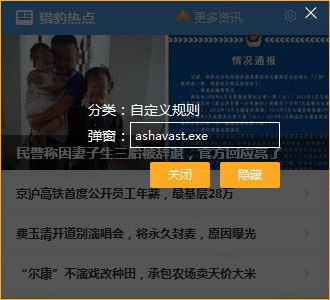 猎豹热点
更多资讯
情况通报
分类：自定义规则
弹窗：ashavast.exe
民警称因妻子生三胎被辞退，官方回应亮了
关闭
隐藏
京沪高铁首度公开员工年薪，最基层28万
费玉清开道别演唱会，将永久封麦，原因曝光
“尔康”不演戏改种田，承包农场卖天价大米